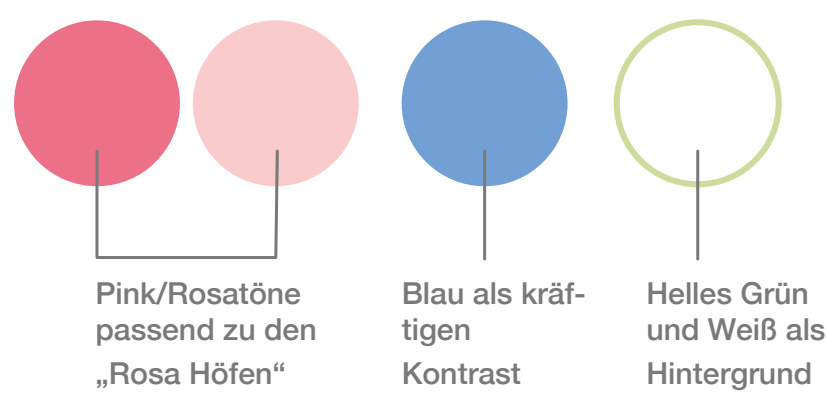 Pink/Rosatöne
passend zu den
„Rosa Höfen“
Blau als kräf-
tigen
Kontrast
Helles Grün
und Weiß als
Hintergrund